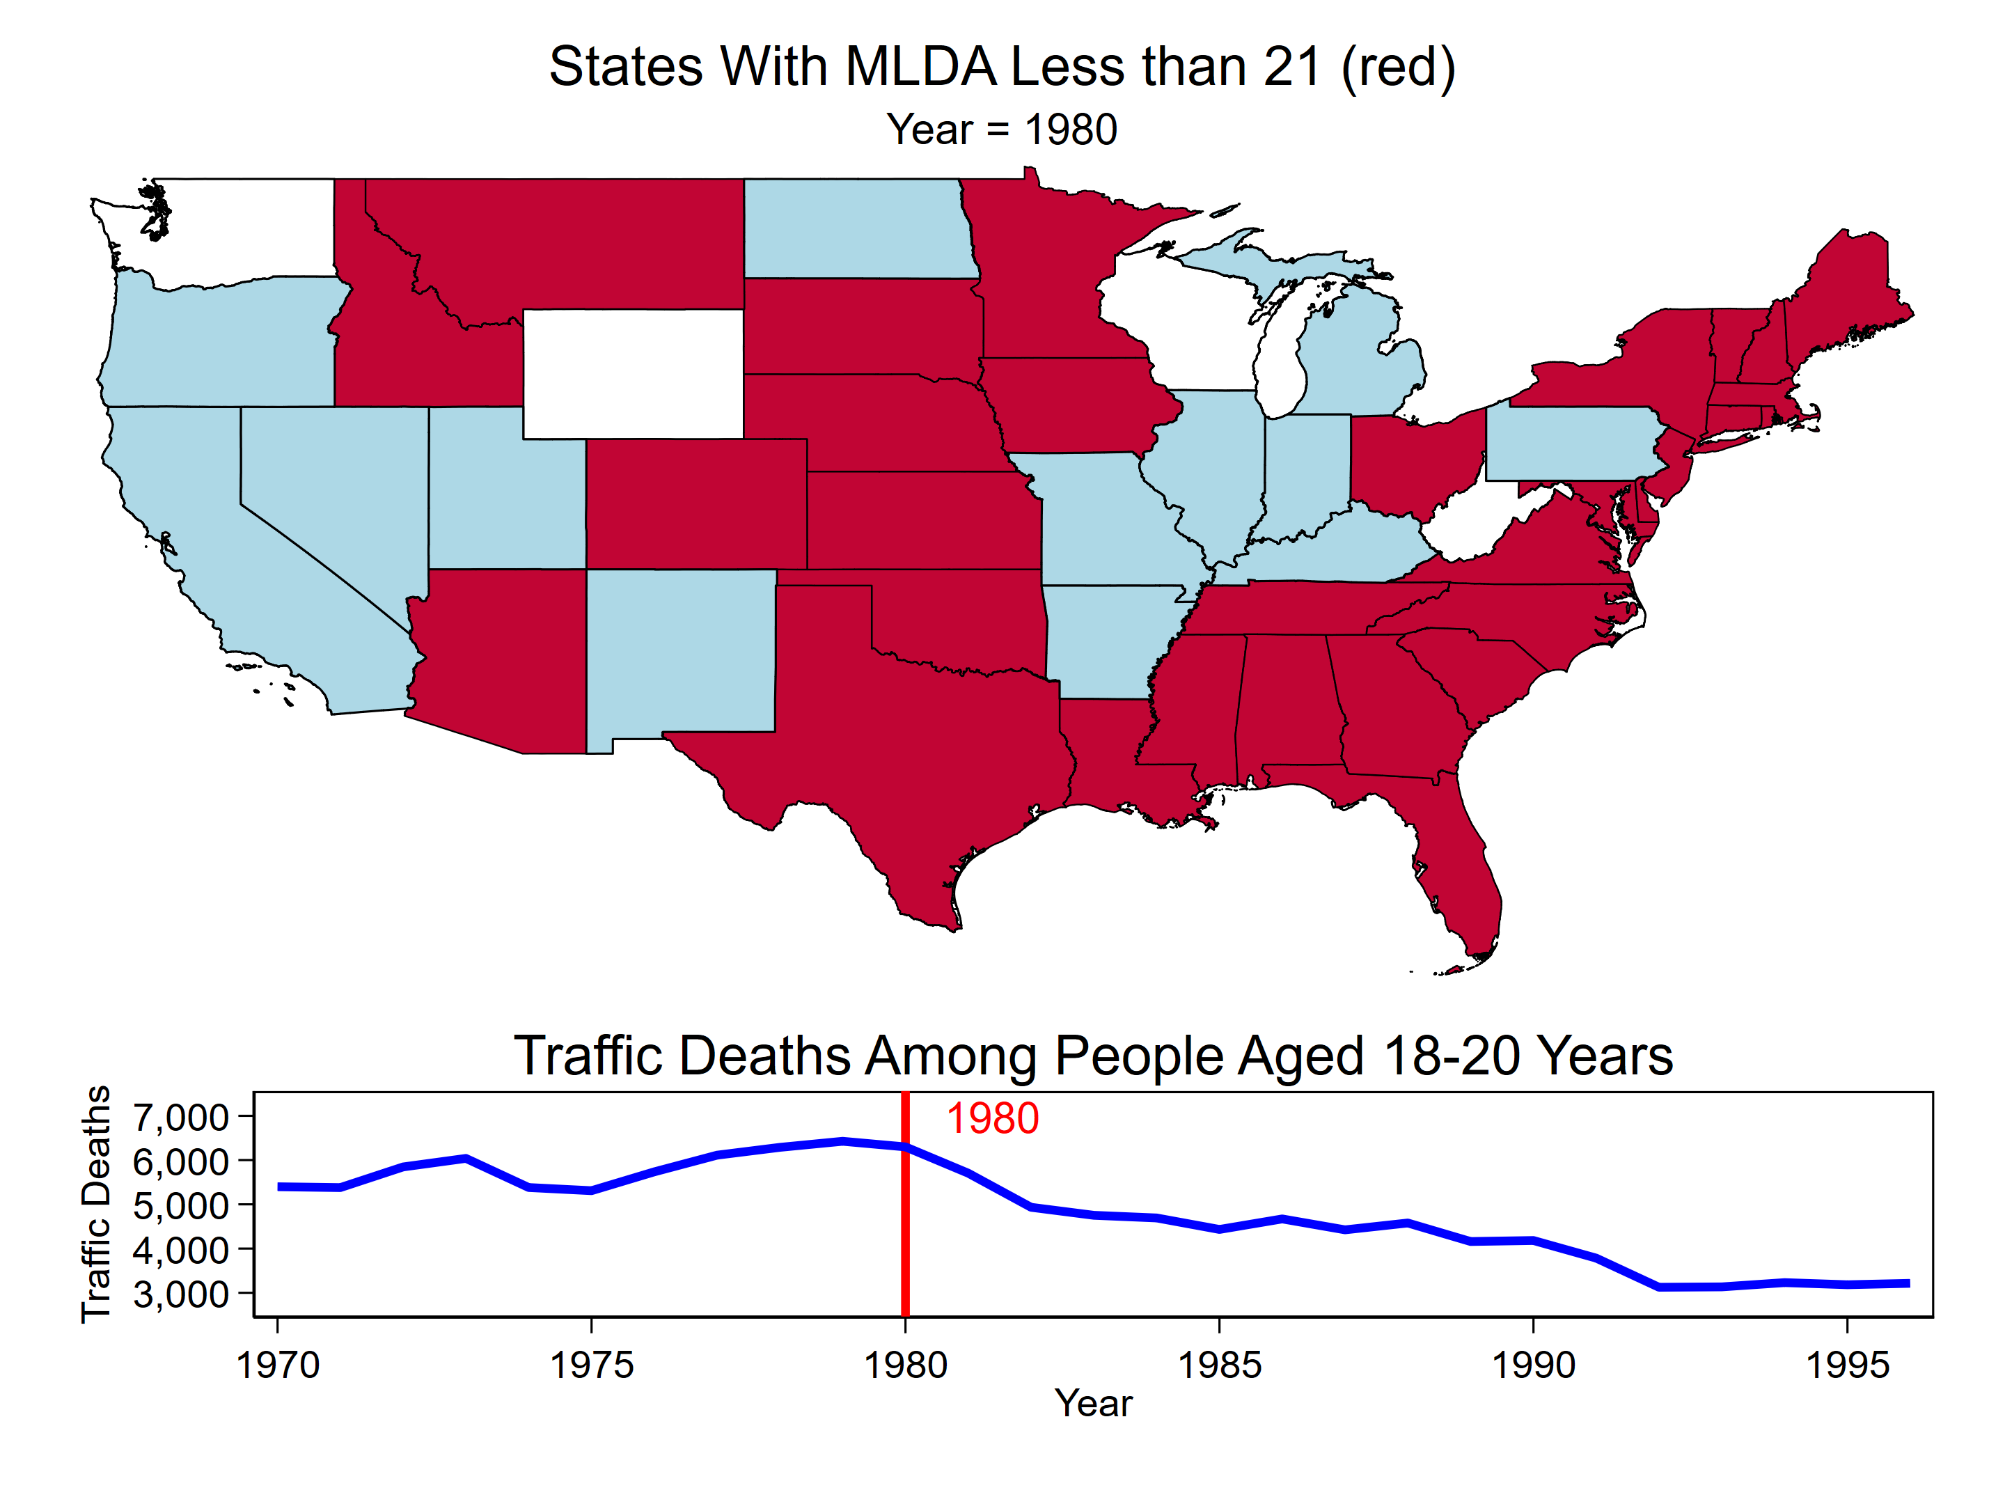 States With MLDA Less than 21 (red)
Year = 1980
Traffic Deaths Among People Aged 18-20 Years
Traffic Deaths
7,000
6,000
5,000
4,000
3,000
1980
1970
1975
1980
1985
1990
1995
Year